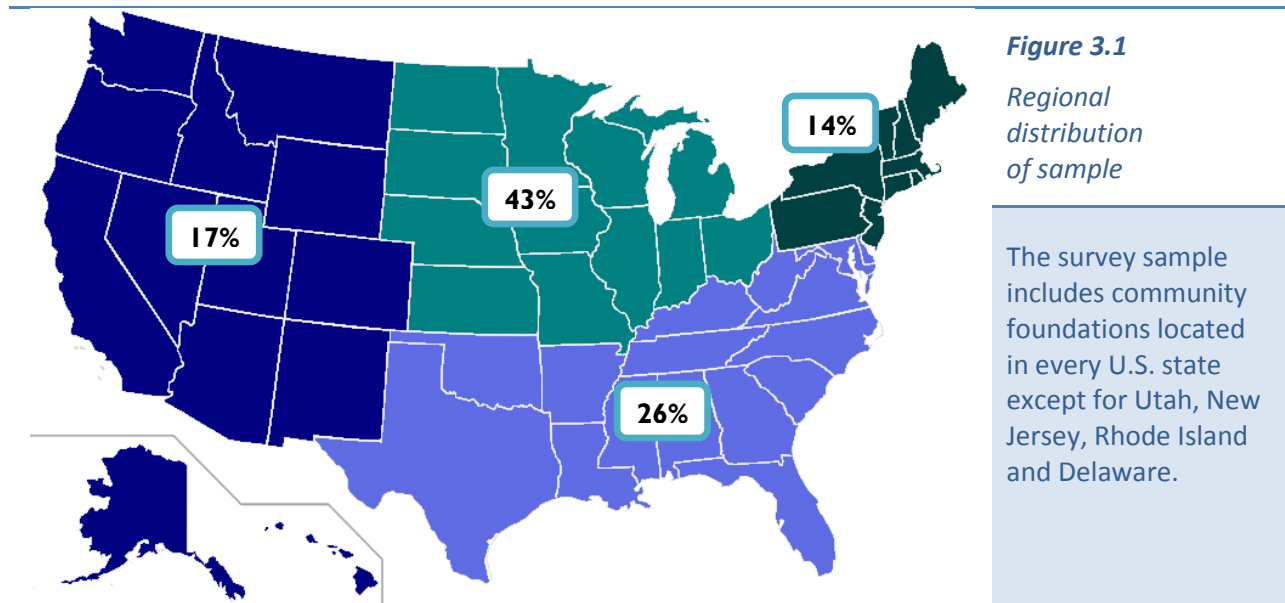 14%
43%
17%
26%
Figure 3.1
Regional
distribution
of sample
The survey sample
includes community
foundations located
in every U.S. state
except for Utah, New
Jersey, Rhode Island
and Delaware.